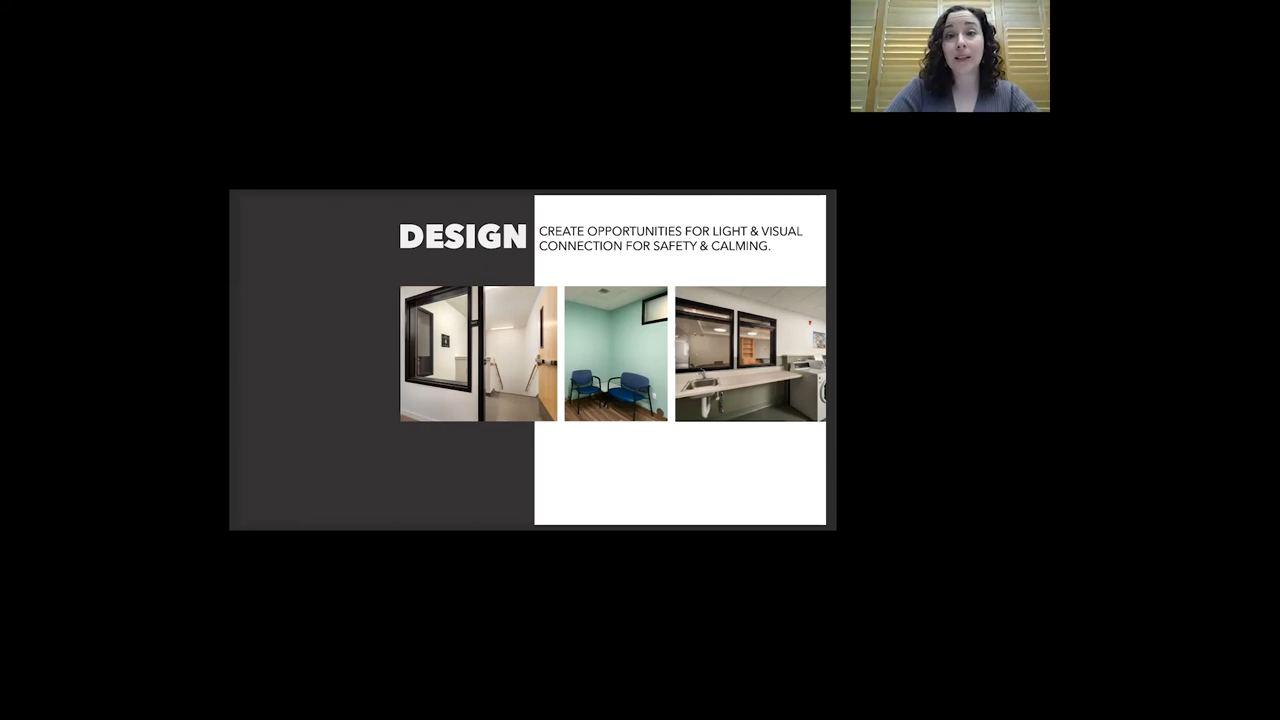 DESIGN
CREATE OPPORTUNITIES FOR LIGHT & VISUAL
CONNECTION FOR SAFETY & CALMING.